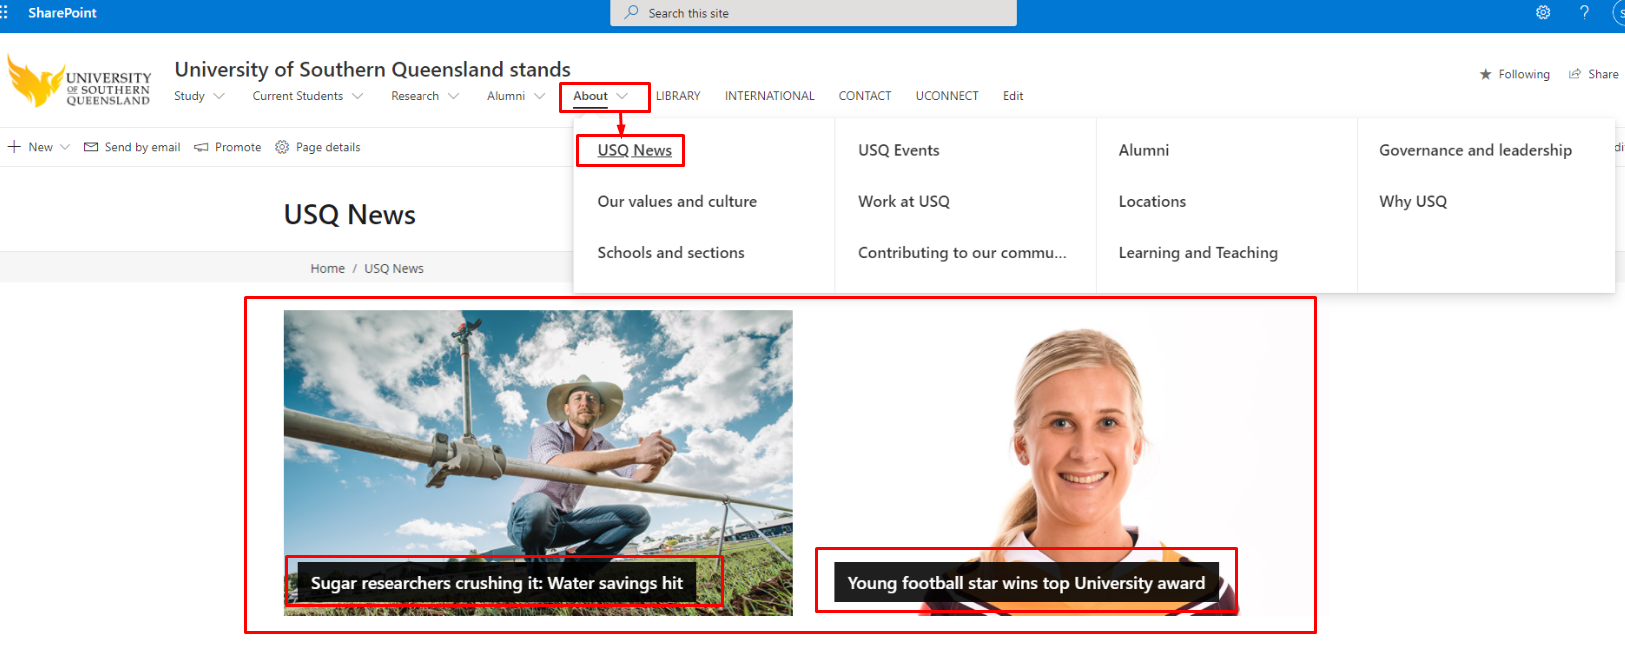 SharePoint
Search this site
UNIVERSITY
OF SOUTHERN
QUEENSLAND
University of Southern Queensland stands
Following
Share
Study
Current Students
Research
Alumni
About
LIBRARY
INTERNATIONAL
CONTACT
UCONNECT
Edit
New
Send by email
Promote
Page details
USQ News
USQ Events
Alumni
Governance and leadership
Our values and culture
Work at USQ
Locations
Why USQ
Schools and sections
Contributing to our commu...
Learning and Teaching
USQ News
Home / USQ News
Sugar researchers crushing it: Water savings hit
Young football star wins top University award